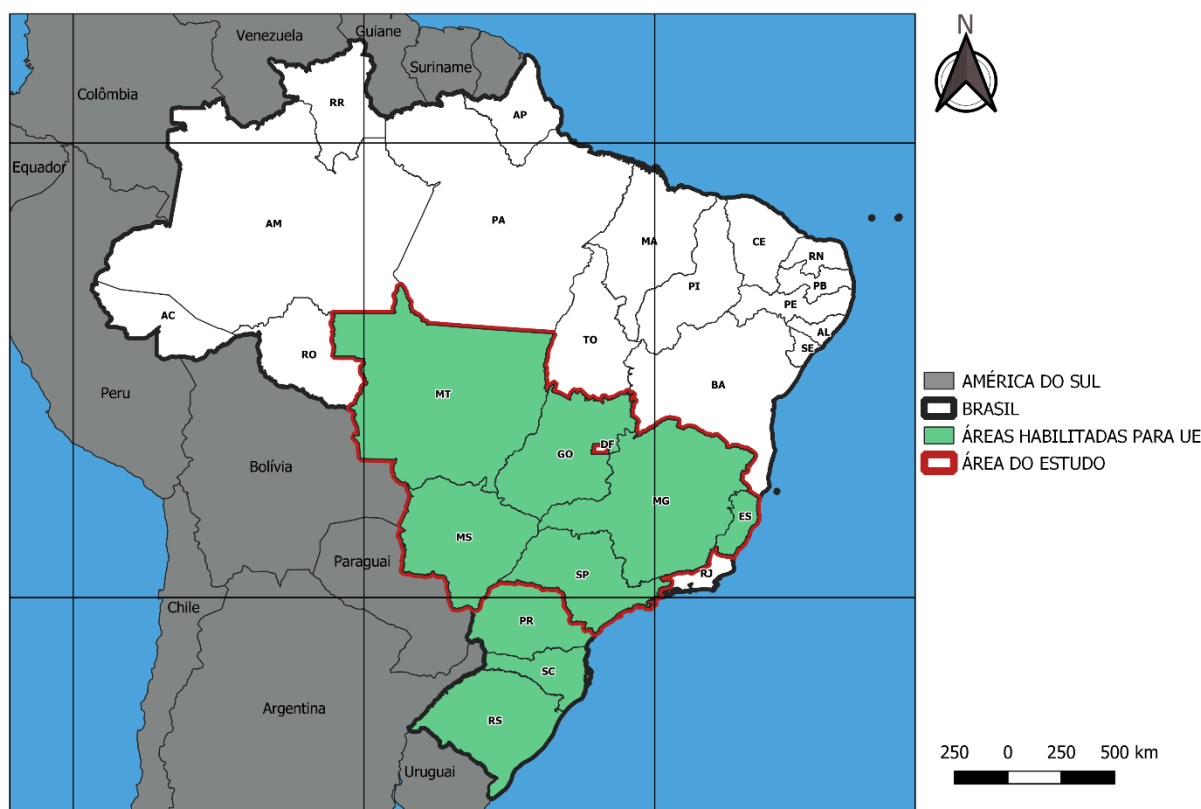 N
Venezuela
Guiane
Suriname
Colômbia
RR
AP
Equador
AM
PA
MA
CE
RN
PI
PB
PE
AC
AL
TO
SE
RO
BA
Peru
MT
DF
GO
Bolívia
MG
ES
MS
Paraguai
SP
RJ
Chile
PR
SC
Argentina
RS
Uruguai
AMÉRICA DO SUL
BRASIL
ÁREAS HABILITADAS PARA UE
ÁREA DO ESTUDO
250 0 250 500 km